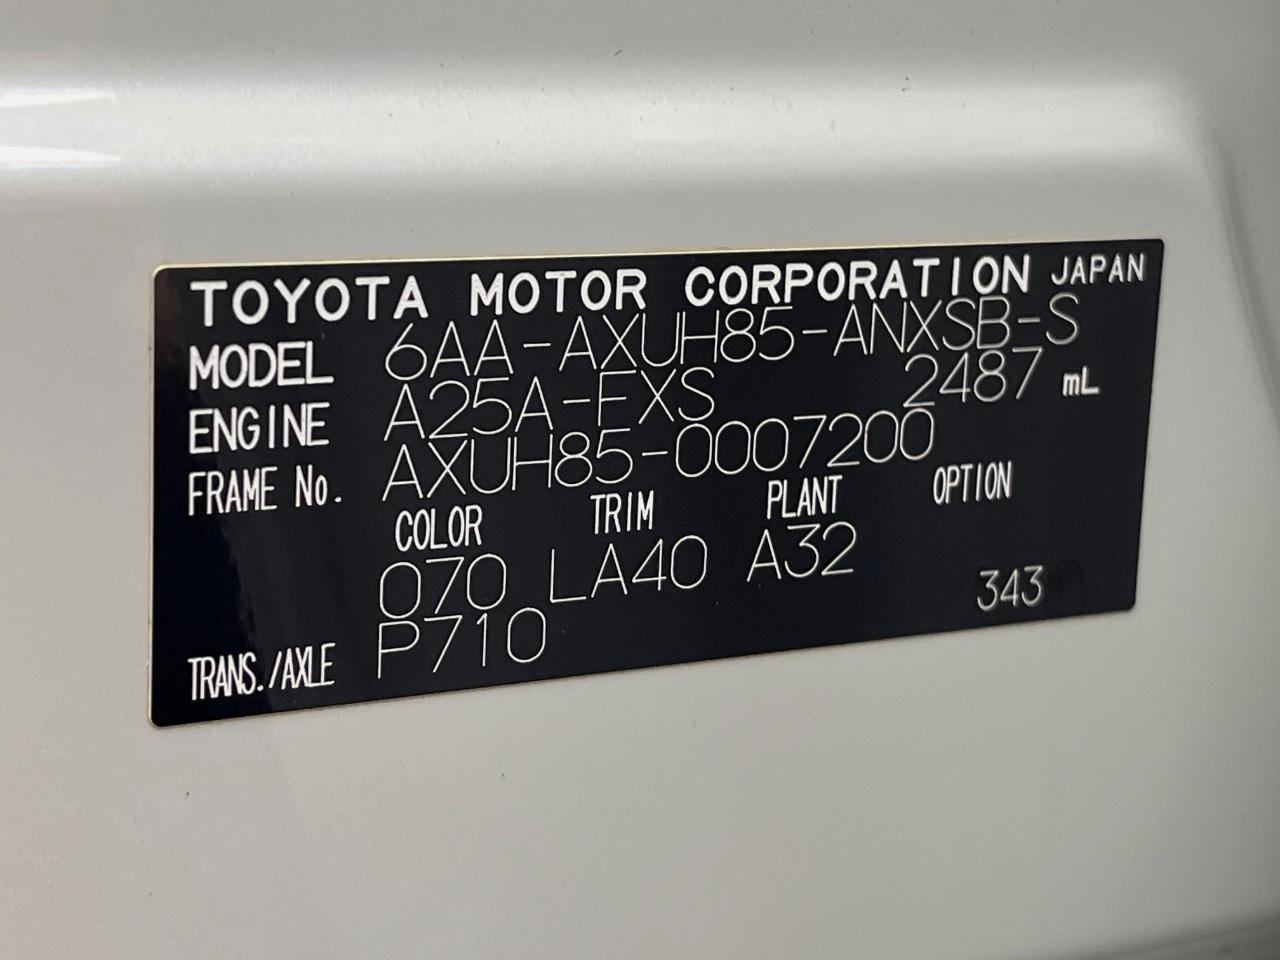 TOYOTA MOTOR CORPORATION JAPAN
MODEL 6AA-AXUH85-ANXSB-S
ENGINE A25A-FXS 2487 mL
FRAME No. AXUH85-0007200
COLOR TRIM PLANT OPTION
070 LA40 A32 343
TRANS./AXLE P710